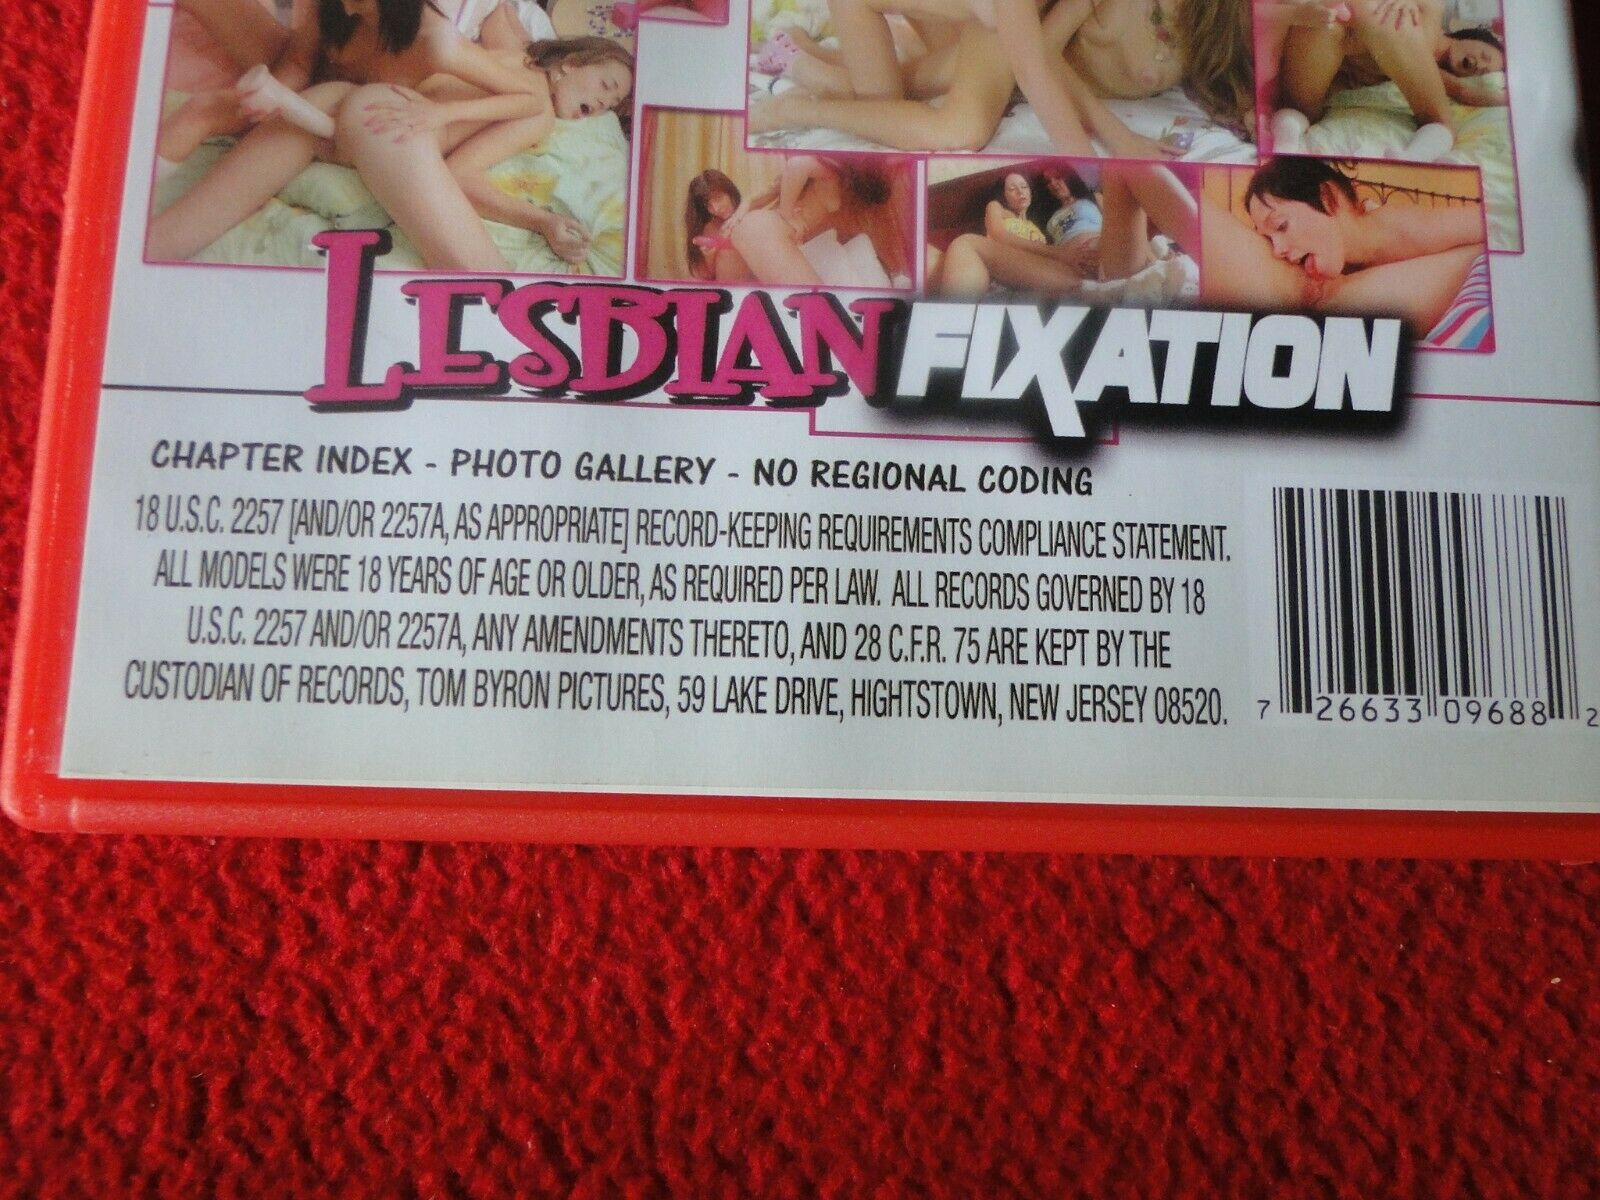 LESBIAN FIXATION
CHAPTER INDEX - PHOTO GALLERY - NO REGIONAL CODING
18 U.S.C. 2257 [AND/OR 2257A, AS APPROPRIATE] RECORD-KEEPING REQUIREMENTS COMPLIANCE STATEMENT.
ALL MODELS WERE 18 YEARS OF AGE OR OLDER, AS REQUIRED PER LAW. ALL RECORDS GOVERNED BY 18
U.S.C. 2257 AND/OR 2257A, ANY AMENDMENTS THERETO, AND 28 C.F.R. 75 ARE KEPT BY THE
CUSTODIAN OF RECORDS, TOM BYRON PICTURES, 59 LAKE DRIVE, HIGHTSTOWN, NEW JERSEY 08520.
7 26633 09688 2